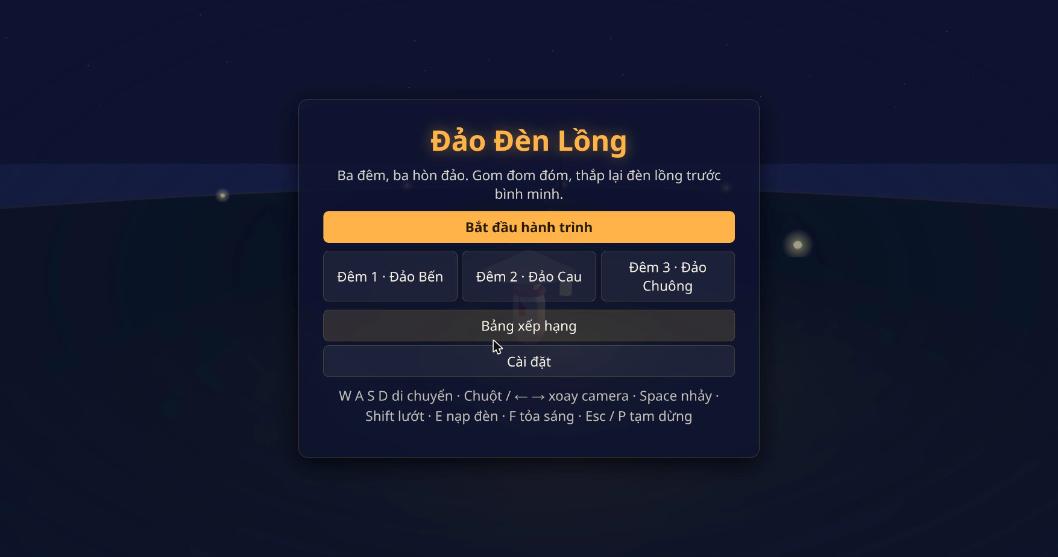 Đảo Đèn Lồng
Ba đêm, ba hòn đảo. Gom đom đóm, thắp lại đèn lồng trước
bình minh.
Bắt đầu hành trình
Đêm 1 · Đảo Bến
Đêm 2 · Đảo Cau
Đêm 3 · Đảo
Chuông
Bảng xếp hạng
Cài đặt
W A S D di chuyển · Chuột / ← → xoay camera · Space nhảy ·
Shift lướt · E nạp đèn · F tỏa sáng · Esc / P tạm dừng